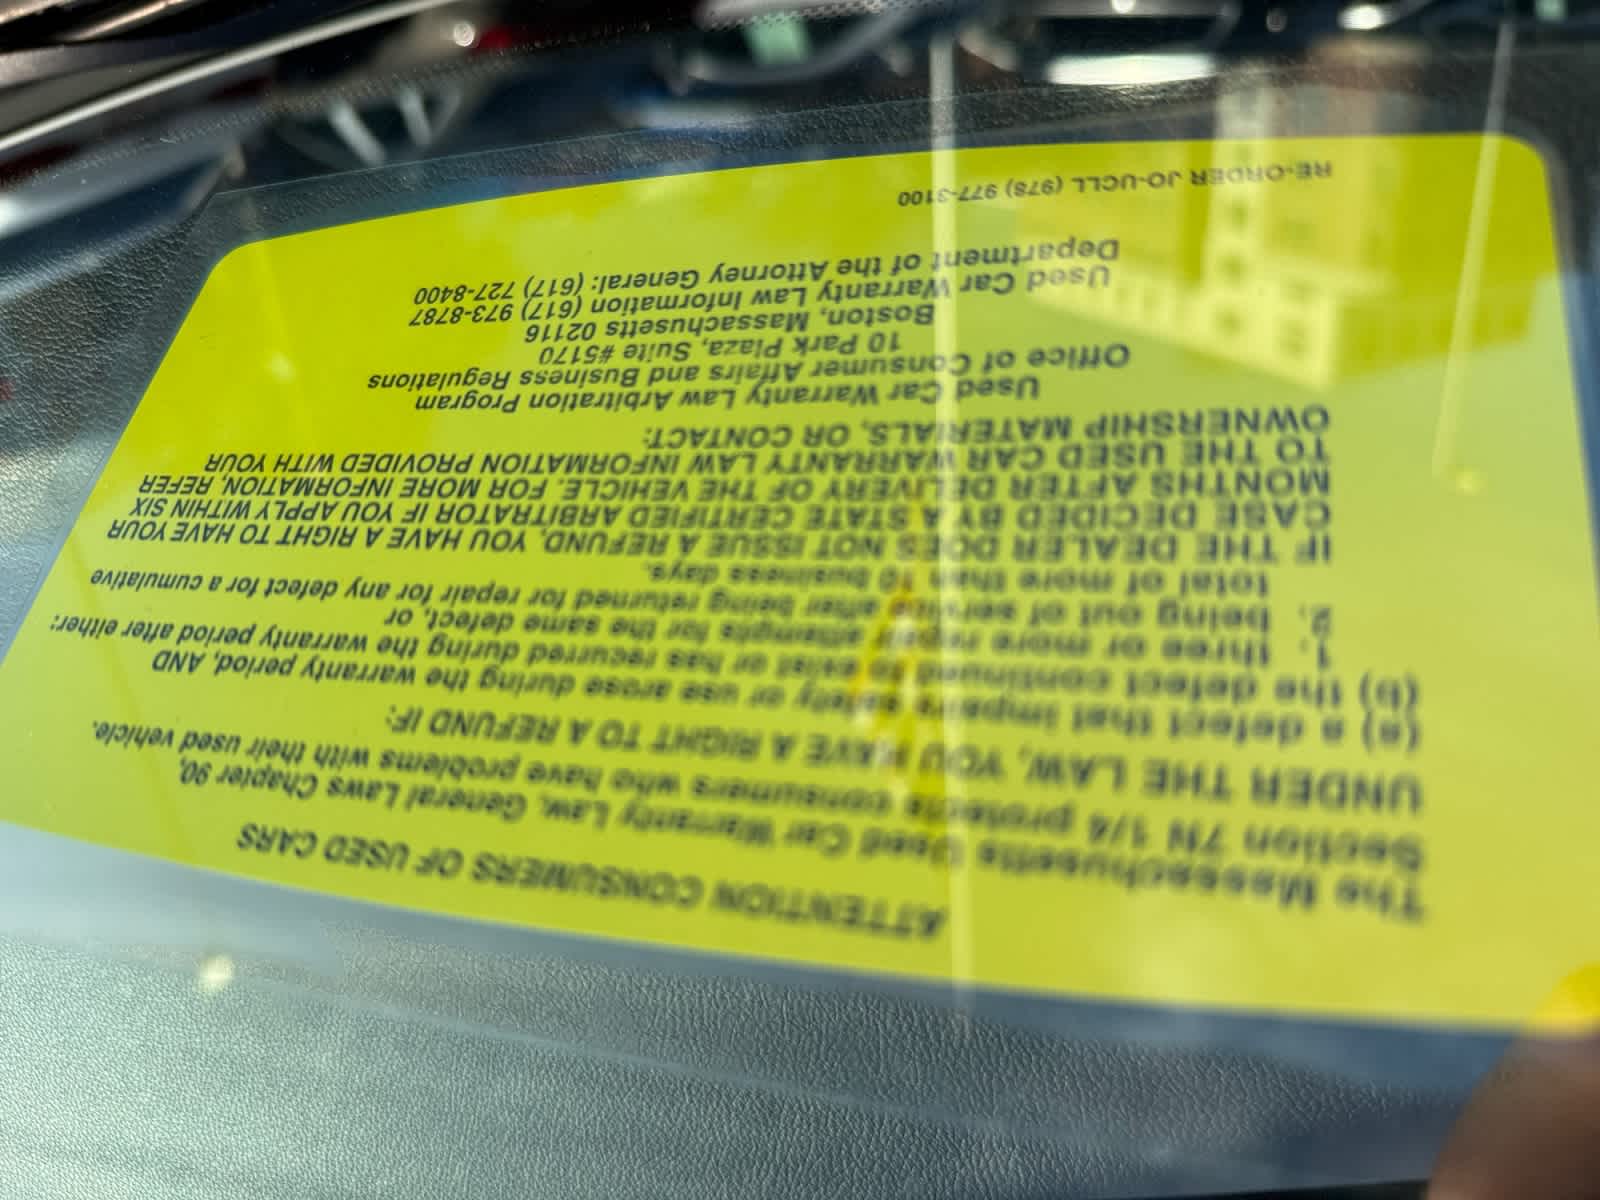 ATTENTION CONSUMERS OF USED CARS
The Massachusetts Used Car Warranty Law, General Laws Chapter 90,
Section 7N 1/4 protects consumers who have problems with their used vehicle.
UNDER THE LAW, YOU HAVE A RIGHT TO A REFUND IF:
(a) a defect that impairs safety or use arose during the warranty period, AND
(b) the defect continued to exist or has recurred during the warranty period after either:
1. three or more repair attempts for the same defect, or
2. being out of service after being returned for repair for any defect for a cumulative
total of more than 10 business days.
IF THE DEALER DOES NOT ISSUE A REFUND, YOU HAVE A RIGHT TO HAVE YOUR
CASE DECIDED BY A STATE CERTIFIED ARBITRATOR IF YOU APPLY WITHIN SIX
MONTHS AFTER DELIVERY OF THE VEHICLE. FOR MORE INFORMATION, REFER
TO THE USED CAR WARRANTY LAW INFORMATION PROVIDED WITH YOUR
OWNERSHIP MATERIALS, OR CONTACT:
Used Car Warranty Law Arbitration Program
Office of Consumer Affairs and Business Regulations
10 Park Plaza, Suite #5170
Boston, Massachusetts 02116
Used Car Warranty Law Information (617) 973-8787
Department of the Attorney General: (617) 727-8400
RE-ORDER JO-UCLL (978) 977-3100